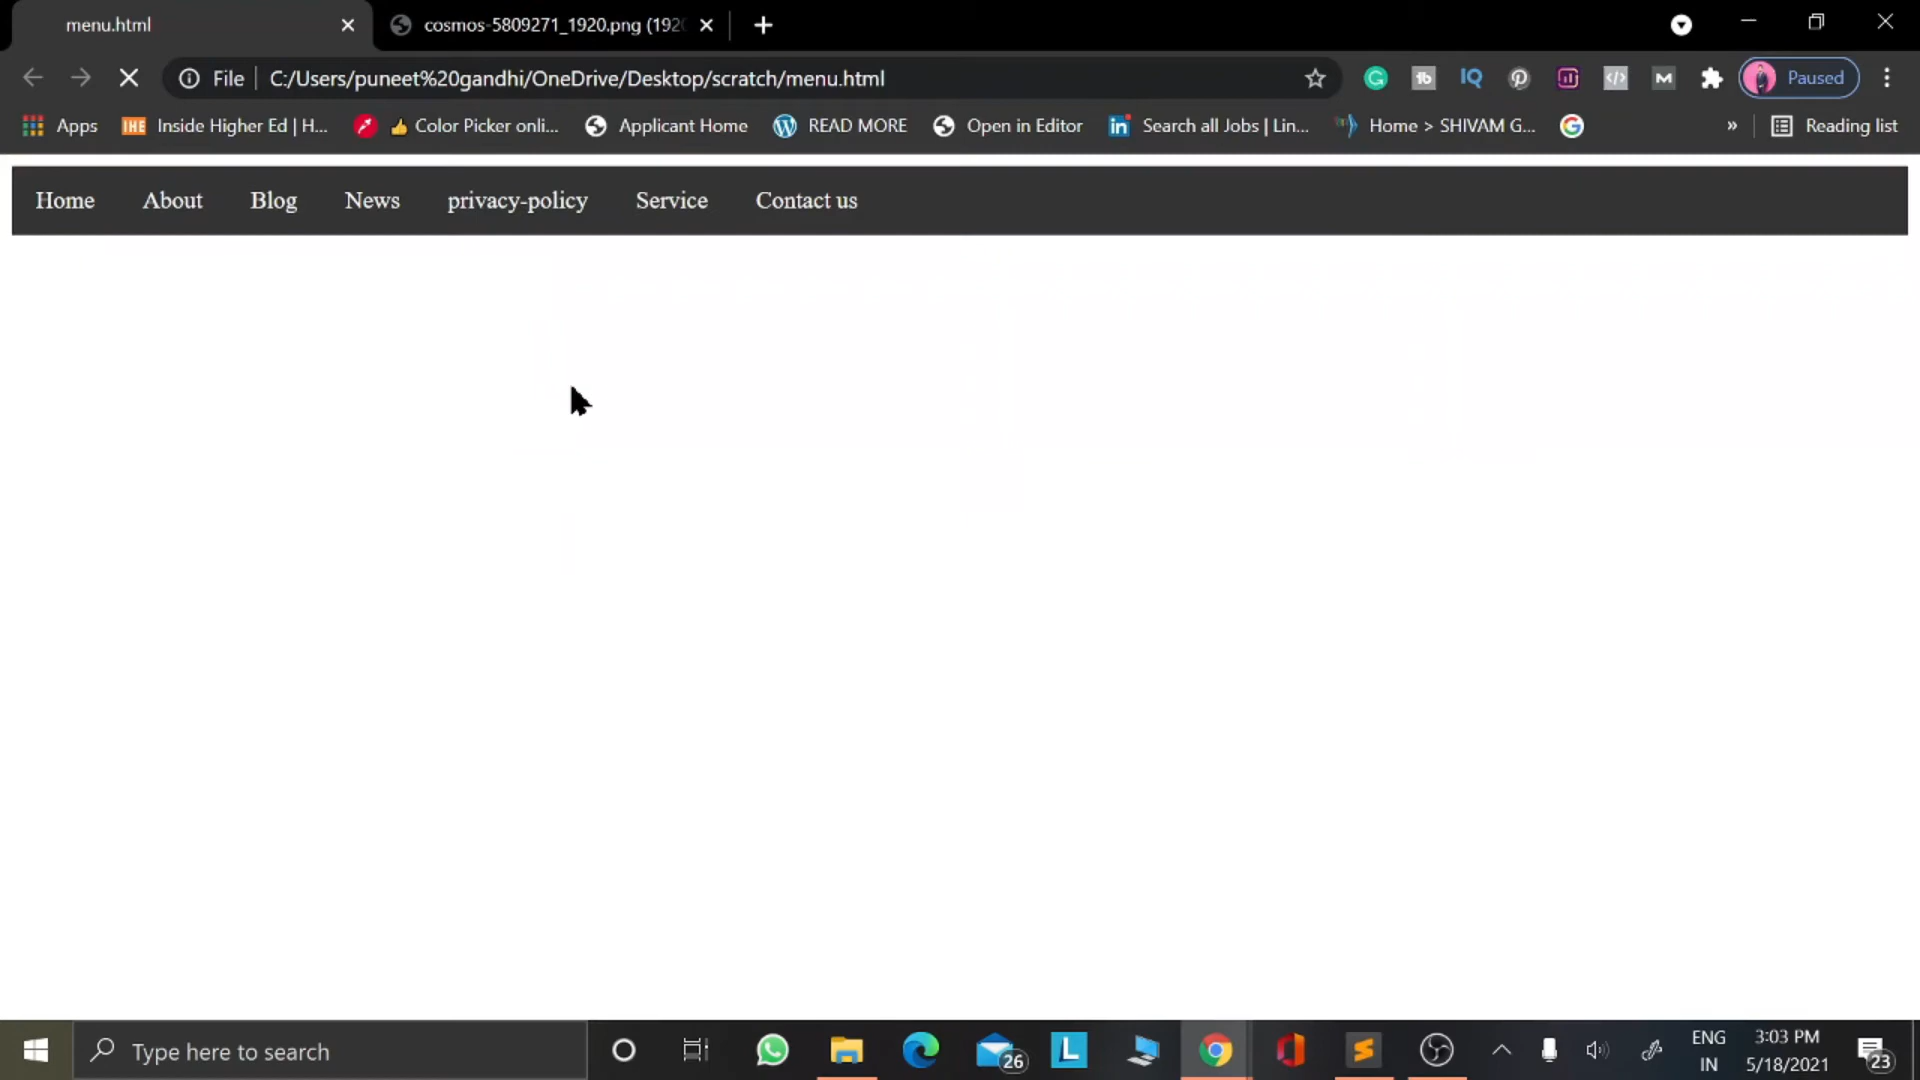 menu.html
cosmos-5809271_1920.png (192
File C:/Users/puneet%20gandhi/OneDrive/Desktop/scratch/menu.html
Paused
Apps IHE Inside Higher Ed | H... 👍 Color Picker onli... Applicant Home READ MORE Open in Editor in Search all Jobs | Lin... Home > SHIVAM G... » Reading list
Home About Blog News privacy-policy Service Contact us
Type here to search
26
L
ENG
IN
3:03 PM
5/18/2021
23